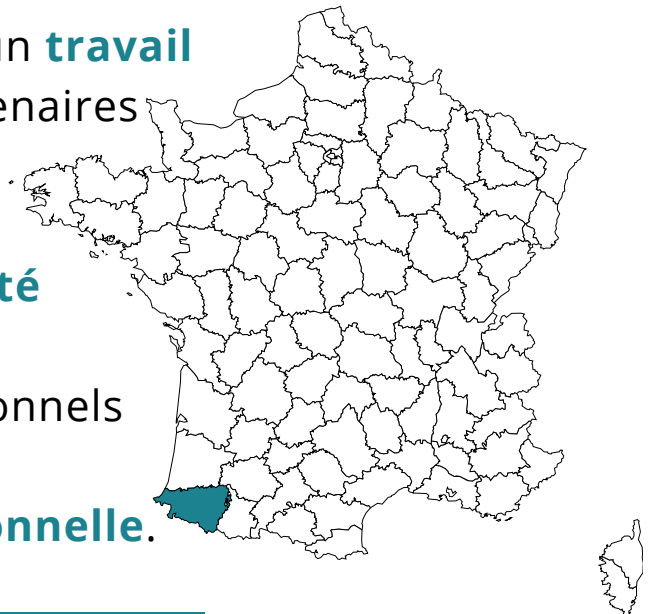 un travail
enaires
té
onnels
onnelle.